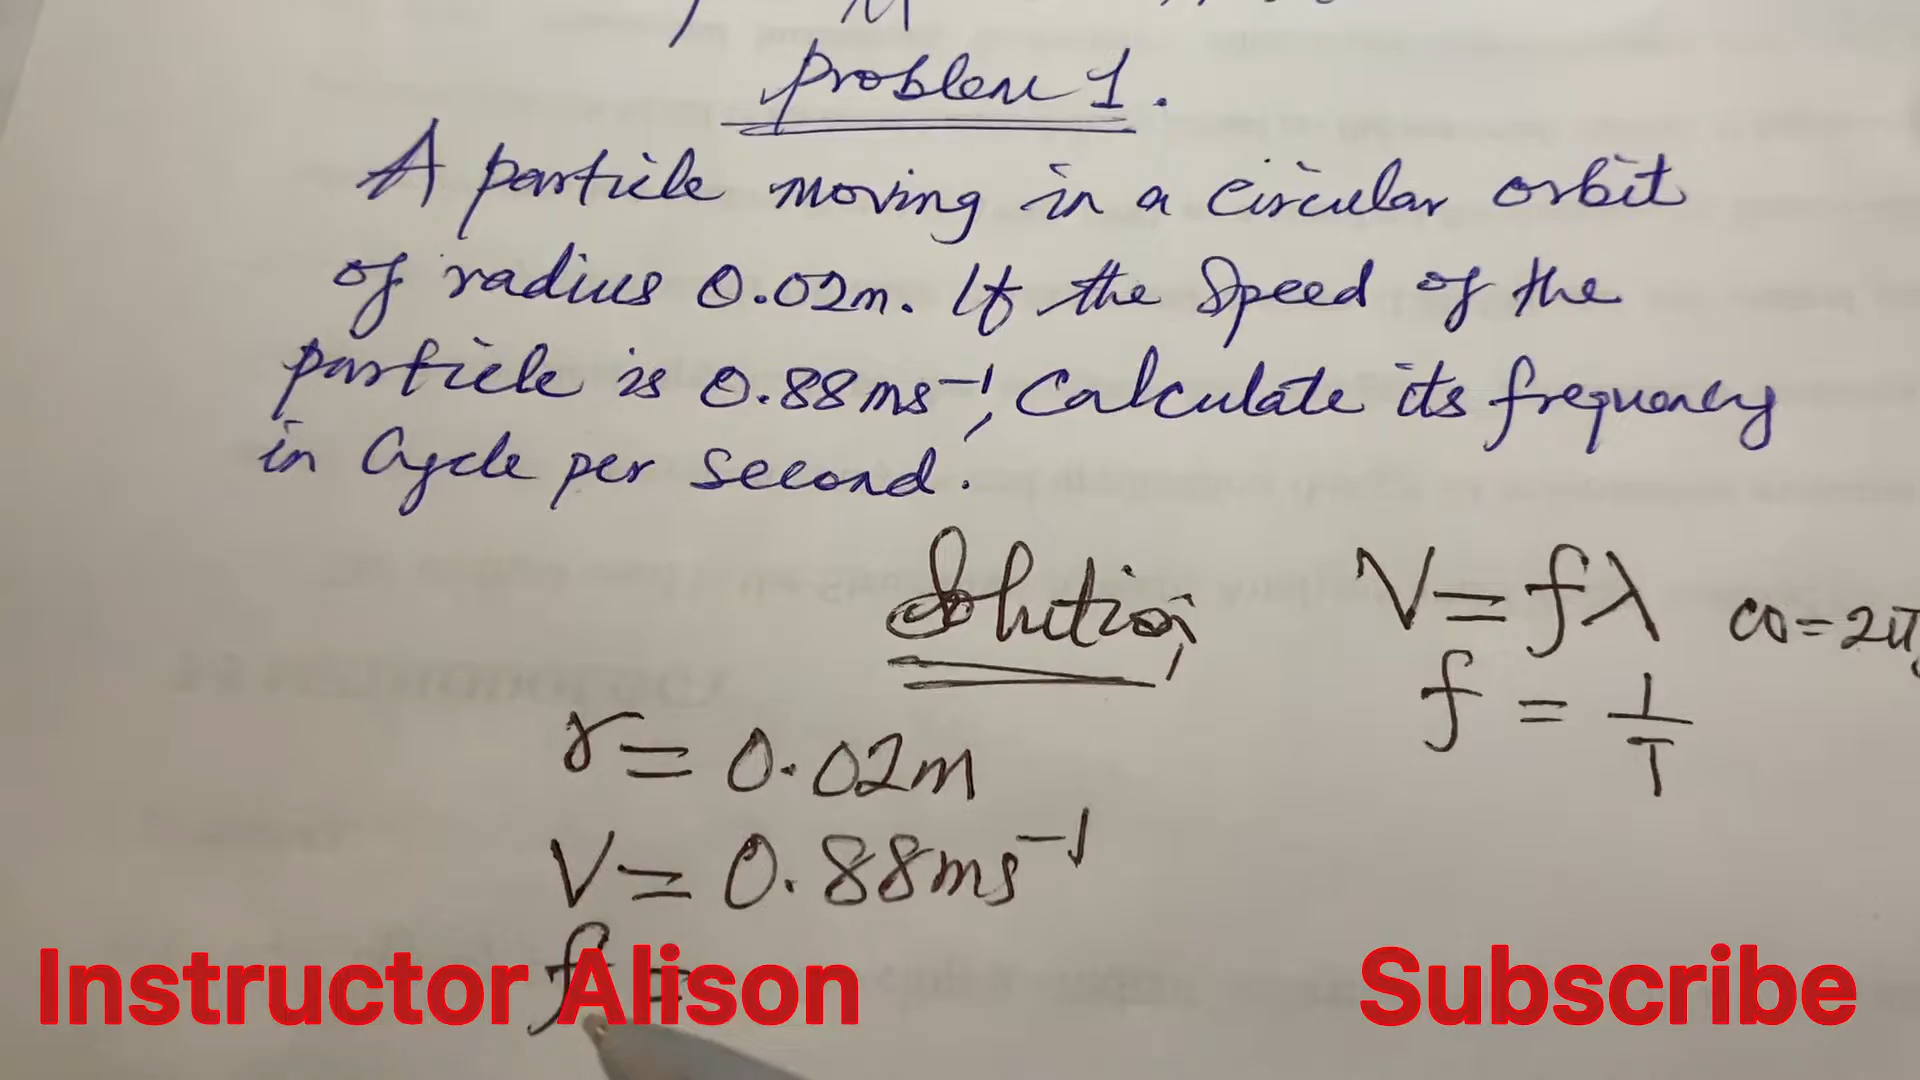 Problem 1.
A particle moving in a circular orbit
of radius 0.02m. If the Speed of the
particle is 0.88ms⁻¹, Calculate its frequency
in Cycle per Second.
Solution,
V = fλ
ω = 2π
f = 1/T
r = 0.02m
V = 0.88ms⁻¹
f =
Instructor Alison
Subscribe